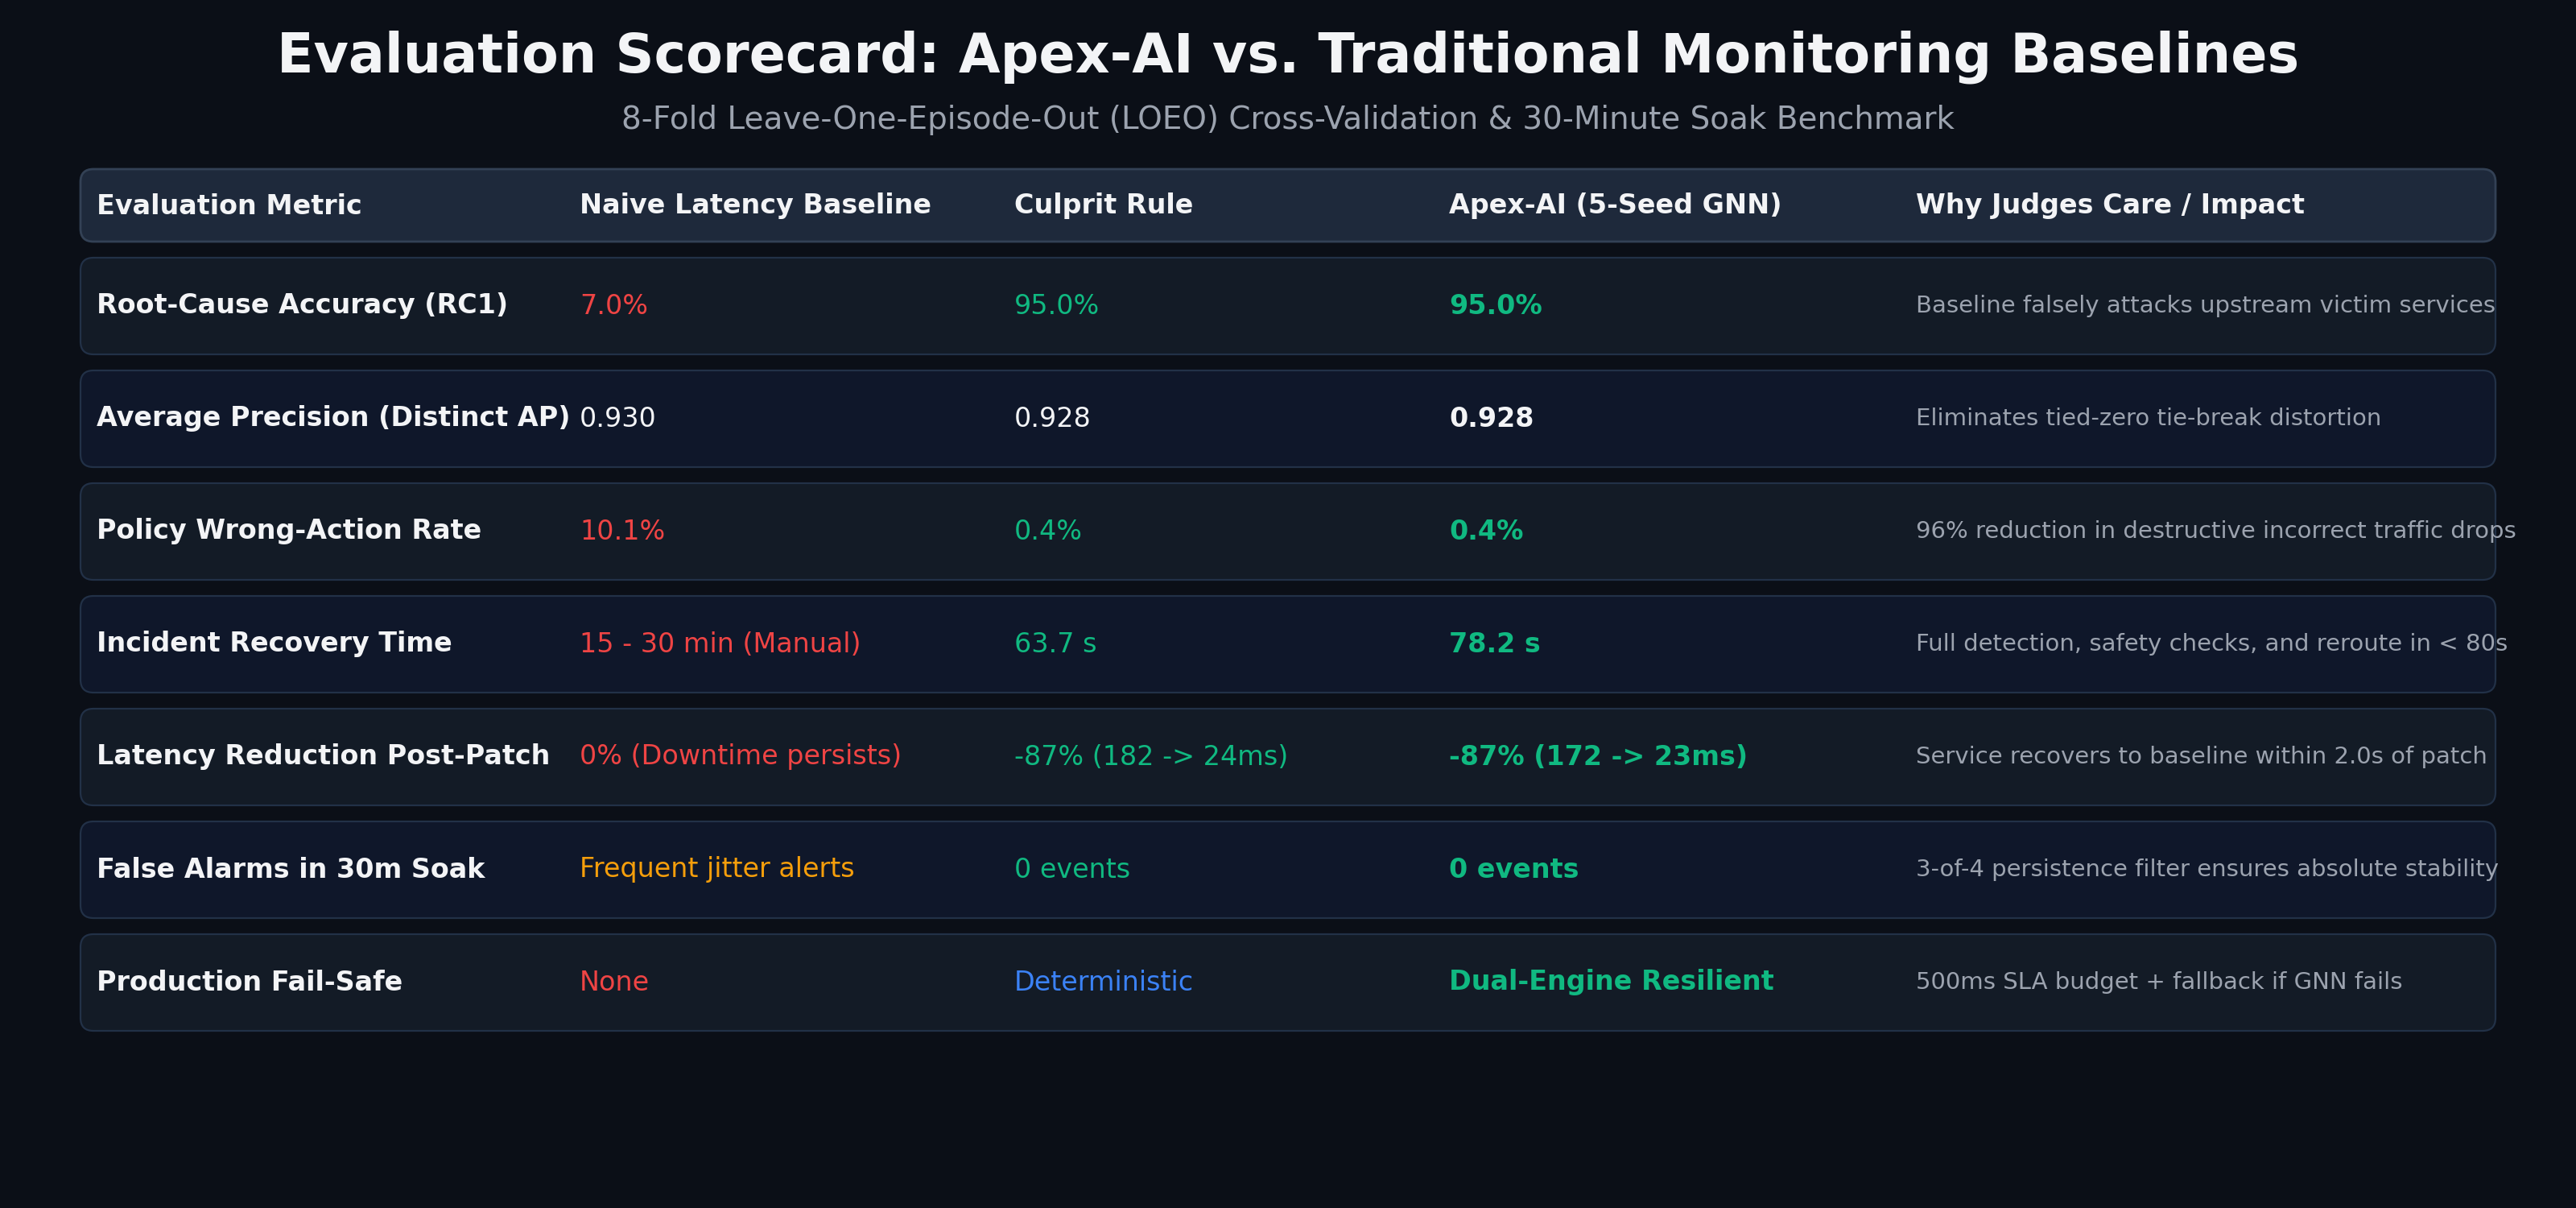 Evaluation Scorecard: Apex-AI vs. Traditional Monitoring Baselines
8-Fold Leave-One-Episode-Out (LOEO) Cross-Validation & 30-Minute Soak Benchmark
Evaluation Metric Naive Latency Baseline Culprit Rule Apex-AI (5-Seed GNN) Why Judges Care / Impact
Root-Cause Accuracy (RC1) 7.0% 95.0% 95.0% Baseline falsely attacks upstream victim services
Average Precision (Distinct AP) 0.930 0.928 0.928 Eliminates tied-zero tie-break distortion
Policy Wrong-Action Rate 10.1% 0.4% 0.4% 96% reduction in destructive incorrect traffic drops
Incident Recovery Time 15 - 30 min (Manual) 63.7 s 78.2 s Full detection, safety checks, and reroute in < 80s
Latency Reduction Post-Patch 0% (Downtime persists) -87% (182 -> 24ms) -87% (172 -> 23ms) Service recovers to baseline within 2.0s of patch
False Alarms in 30m Soak Frequent jitter alerts 0 events 0 events 3-of-4 persistence filter ensures absolute stability
Production Fail-Safe None Deterministic Dual-Engine Resilient 500ms SLA budget + fallback if GNN fails